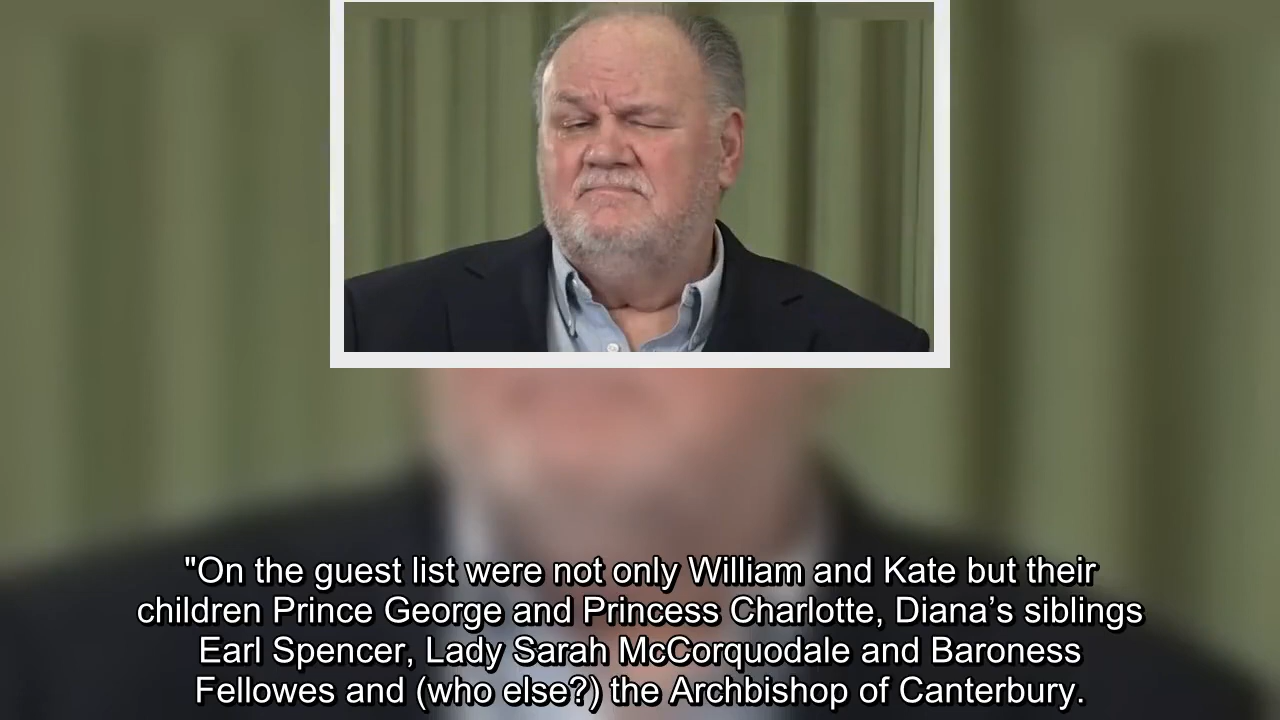 "On the guest list were not only William and Kate but their
children Prince George and Princess Charlotte, Diana’s siblings
Earl Spencer, Lady Sarah McCorquodale and Baroness
Fellowes and (who else?) the Archbishop of Canterbury.